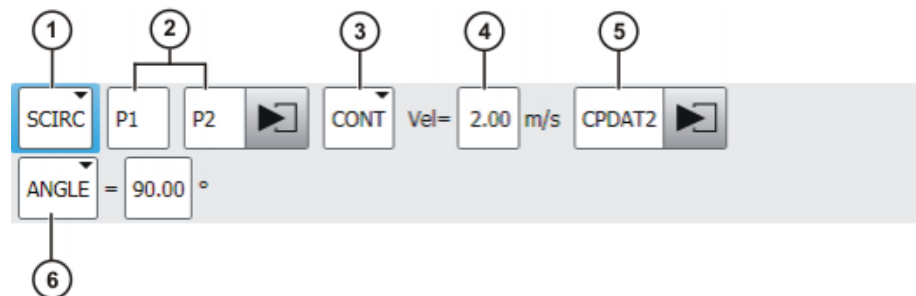 1 2 3 4 5
SCIRC P1 P2 CONT Vel= 2.00 m/s CPDAT2
ANGLE = 90.00 °
6